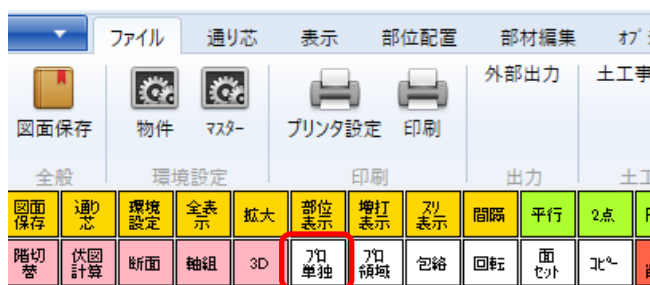 ファイル 通り芯 表示 部位配置 部材編集
図面保存 物件 マスター プリンタ設定 印刷 外部出力 土工事
全般 環境設定 印刷 出力
図面保存 通り芯 環境設定 全表示 拡大 部位表示 増打表示 スリ表示 間隔 平行 2点
階切替 伏図計算 断面 軸組 3D プロ単独 プロ領域 包絡 回転 面セット コピー